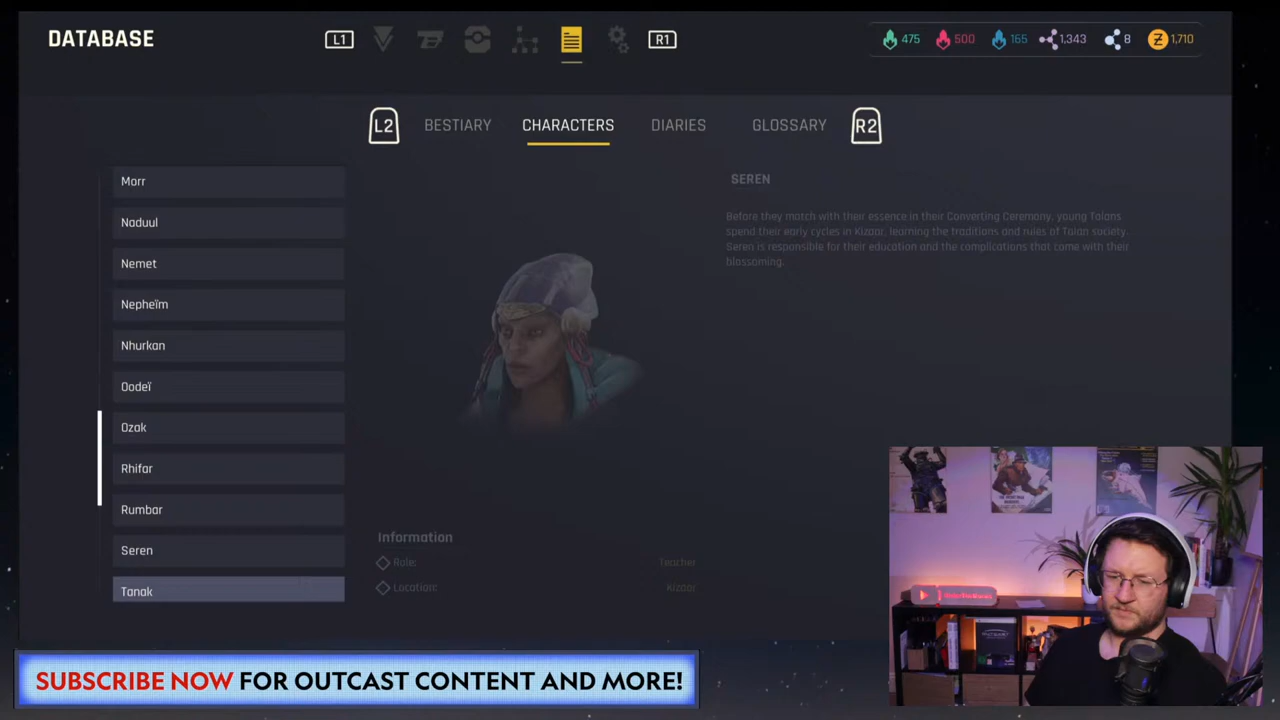 DATABASE
L1
R1
475
500
165
1,343
8
1,710
L2
BESTIARY
CHARACTERS
DIARIES
GLOSSARY
R2
Morr
Naduul
Nemet
Nepheïm
Nhurkan
Oodeï
Ozak
Rhifar
Rumbar
Seren
Tanak
SEREN
Before they match with their essence in their Converting Ceremony, young Talans
spend their early cycles in Kizaar, learning the traditions and rules of Talan society.
Seren is responsible for their education and the complications that come with their
blossoming.
Information
Role:
Teacher
Location:
Kizaar
SUBSCRIBE NOW FOR OUTCAST CONTENT AND MORE!